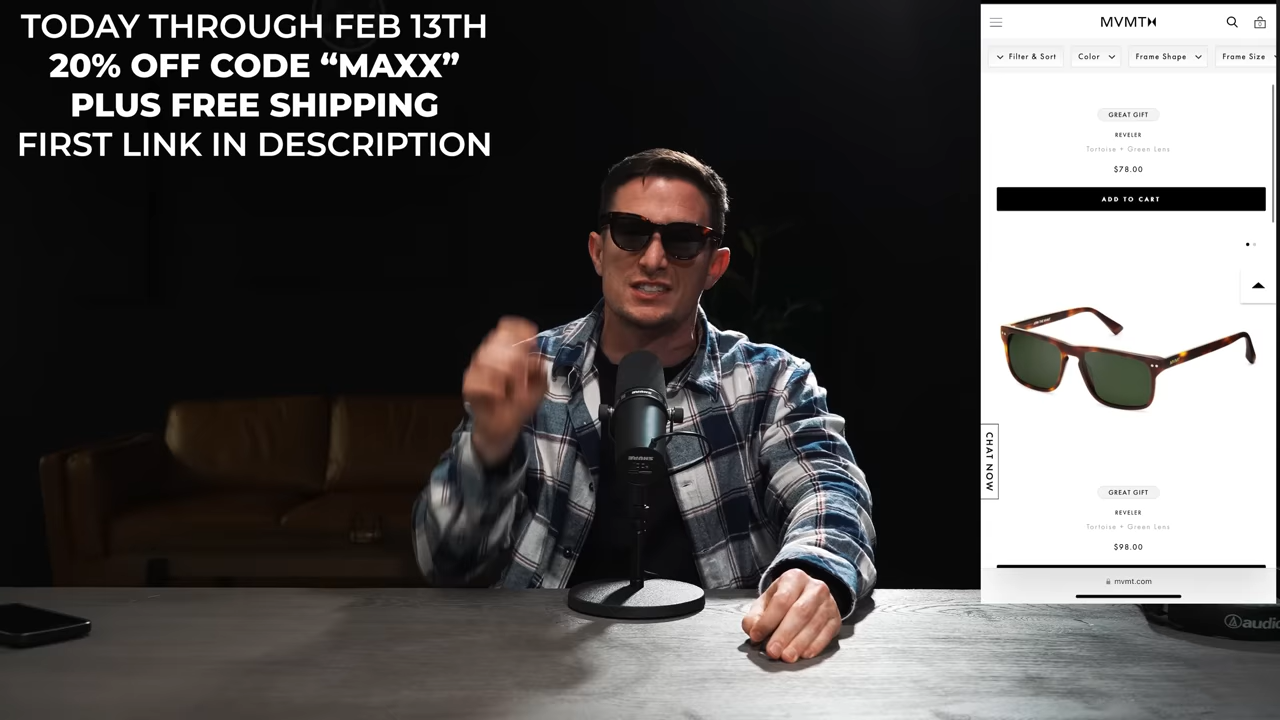 TODAY THROUGH FEB 13TH
20% OFF CODE “MAXX”
PLUS FREE SHIPPING
FIRST LINK IN DESCRIPTION
MVMT
Filter & Sort
Color
Frame Shape
Frame Size
GREAT GIFT
REVELER
Tortoise + Green Lens
$78.00
ADD TO CART
CHAT NOW
GREAT GIFT
REVELER
Tortoise + Green Lens
$98.00
mvmt.com